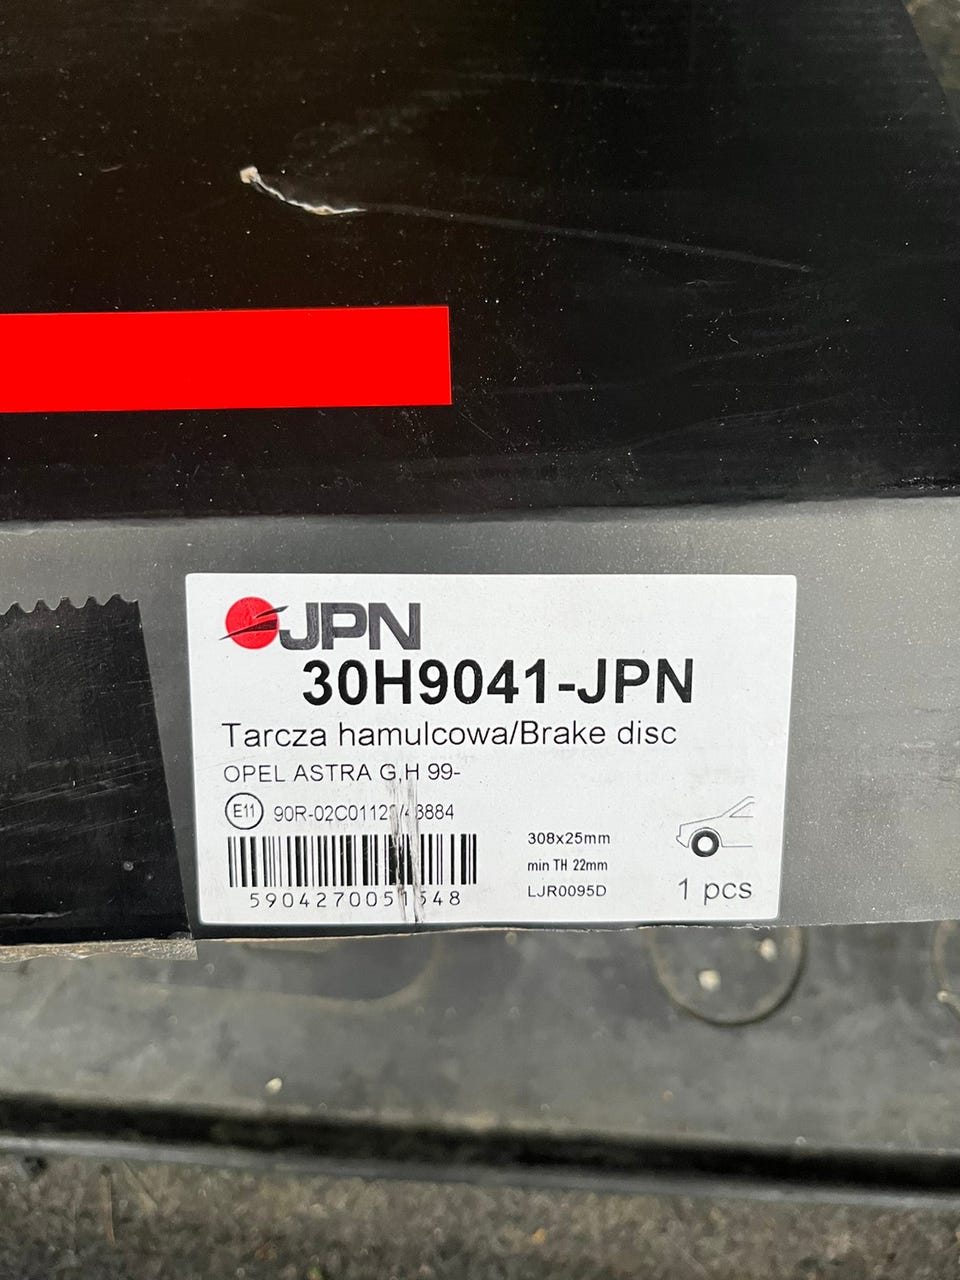 JPN
30H9041-JPN
Tarcza hamulcowa/Brake disc
OPEL ASTRA G,H 99-
E11
308x25mm
min TH 22mm
LJR0095D
1 pcs